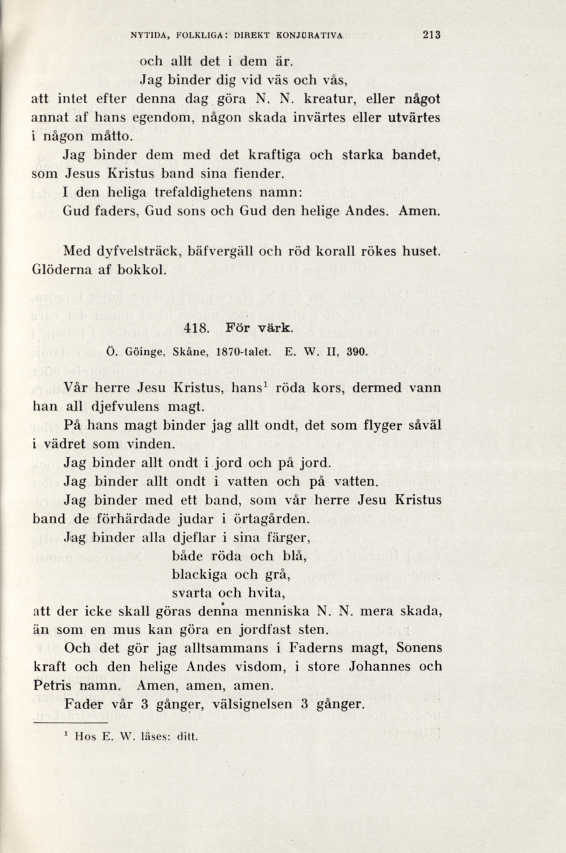 NYTIDA, FOLKLIGA: DIREKT KONJURATIVA 213
och allt det i dem är.
Jag binder dig vid väs och vås,
att intet efter denna dag göra N. N. kreatur, eller något
annat af hans egendom, någon skada invärtes eller utvärtes
i någon måtto.
Jag binder dem med det kraftiga och starka bandet,
som Jesus Kristus band sina fiender.
I den heliga trefaldighetens namn:
Gud faders, Gud sons och Gud den helige Andes. Amen.
Med dyfvelsträck, bäfvergäll och röd korall rökes huset.
Glöderna af bokkol.
418. För värk.
Ö. Göinge, Skåne, 1870-talet. E. W. II, 390.
Vår herre Jesu Kristus, hans¹ röda kors, dermed vann
han all djefvulens magt.
På hans magt binder jag allt ondt, det som flyger såväl
i vädret som vinden.
Jag binder allt ondt i jord och på jord.
Jag binder allt ondt i vatten och på vatten.
Jag binder med ett band, som vår herre Jesu Kristus
band de förhärdade judar i örtagården.
Jag binder alla djeflar i sina färger,
både röda och blå,
blackiga och grå,
svarta och hvita,
att der icke skall göras denna menniska N. N. mera skada,
än som en mus kan göra en jordfast sten.
Och det gör jag alltsammans i Faderns magt, Sonens
kraft och den helige Andes visdom, i store Johannes och
Petris namn. Amen, amen, amen.
Fader vår 3 gånger, välsignelsen 3 gånger.
¹ Hos E. W. läses: ditt.